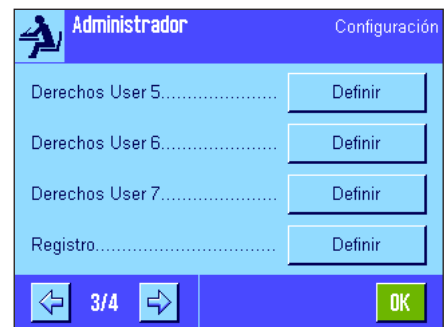 Administrador Configuración
Derechos User 5..................... Definir
Derechos User 6..................... Definir
Derechos User 7..................... Definir
Registro................................. Definir
3/4 OK